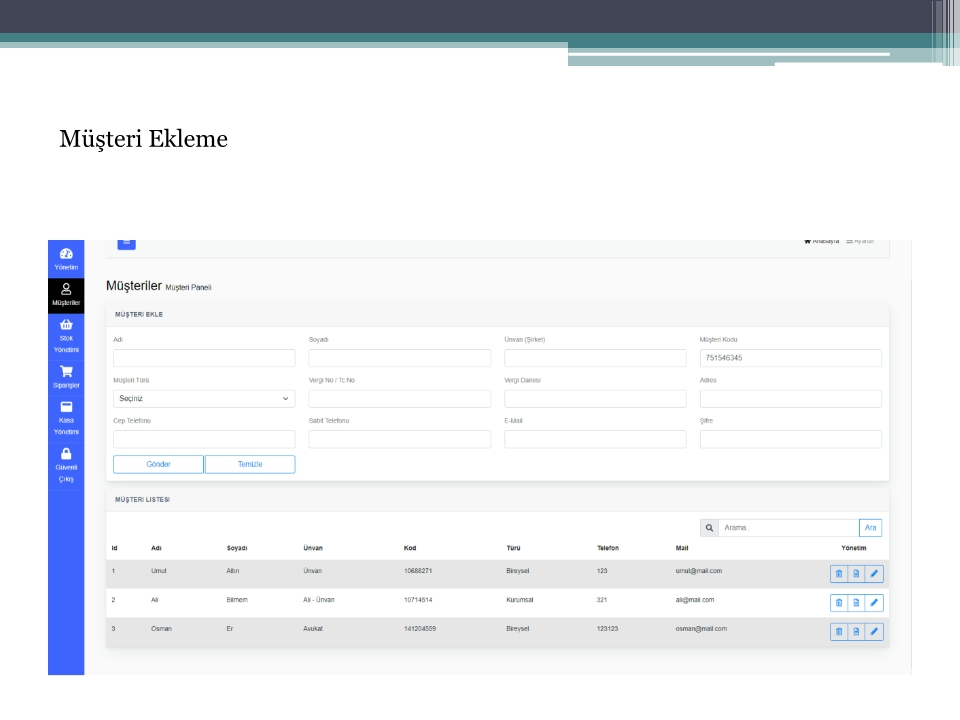 Müşteri Ekleme
Anasayfa Ayarlar
Yönetim
Müşteriler
Stok
Yönetimi
Siparişler
Kasa
Yönetimi
Güvenli
Çıkış
Müşteriler Müşteri Paneli
MÜŞTERİ EKLE
Adı Soyadı Ünvan (Şirket) Müşteri Kodu
751546345
Müşteri Türü Vergi No / Tc No Vergi Dairesi Adres
Seçiniz
Cep Telefonu Sabit Telefonu E-Mail Şifre
Gönder Temizle
MÜŞTERİ LİSTESİ
Arama. Ara
Id Adı Soyadı Ünvan Kod Türü Telefon Mail Yönetim
1 Umut Altın Ünvan 10688271 Bireysel 123 umut@mail.com
2 Ali Bilmem Ali - Ünvan 10714514 Kurumsal 321 ali@mail.com
3 Osman Er Avukat 141204559 Bireysel 123123 osman@mail.com